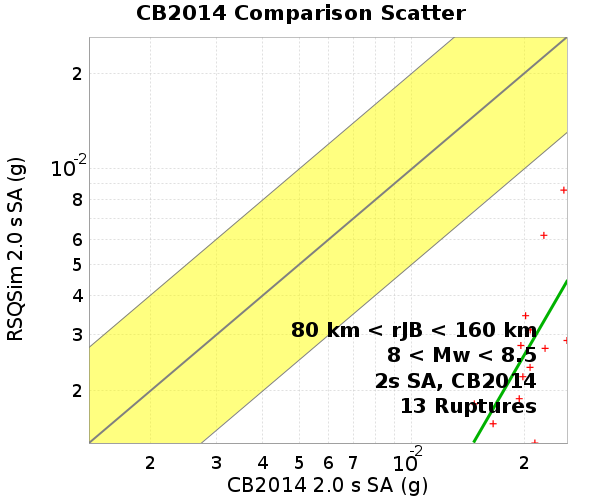 CB2014 Comparison Scatter
RSQSim 2.0 s SA (g)
2
10-2
8
6
5
4
3
2
80 km < rJB < 160 km
8 < Mw < 8.5
2s SA, CB2014
13 Ruptures
2 3 4 5 6 7 10-2 2
CB2014 2.0 s SA (g)